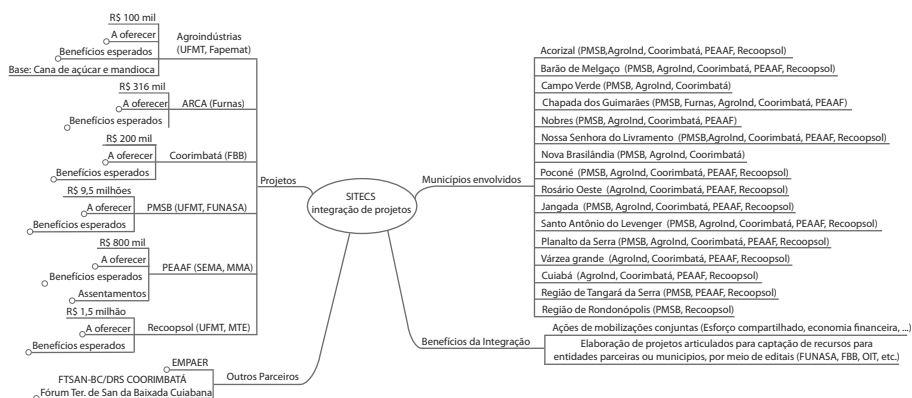 R$ 100 mil
A oferecer
Benefícios esperados
Base: Cana de açúcar e mandioca
Agroindústrias
(UFMT, Fapemat)
R$ 316 mil
A oferecer
Benefícios esperados
ARCA (Furnas)
R$ 200 mil
A oferecer
Benefícios esperados
Coorimbatá (FBB)
R$ 9,5 milhões
A oferecer
Benefícios esperados
PMSB (UFMT, FUNASA)
R$ 800 mil
A oferecer
Benefícios esperados
Assentamentos
PEAAF (SEMA, MMA)
R$ 1,5 milhão
A oferecer
Benefícios esperados
Recoopsol (UFMT, MTE)
Projetos
EMPAER
FTSAN-BC/DRS COORIMBATÁ
Fórum Ter. de San da Baixada Cuiabana
Outros Parceiros
SITECS
integração de projetos
Municípios envolvidos
Acorizal (PMSB,AgroInd, Coorimbatá, PEAAF, Recoopsol)
Barão de Melgaço (PMSB, AgroInd, Coorimbatá, PEAAF, Recoopsol)
Campo Verde (PMSB, AgroInd, Coorimbatá)
Chapada dos Guimarães (PMSB, Furnas, AgroInd, Coorimbatá, PEAAF)
Nobres (PMSB, AgroInd, Coorimbatá, PEAAF)
Nossa Senhora do Livramento (PMSB,AgroInd, Coorimbatá, PEAAF, Recoopsol)
Nova Brasilândia (PMSB, AgroInd, Coorimbatá)
Poconé (PMSB, AgroInd, Coorimbatá, PEAAF, Recoopsol)
Rosário Oeste (AgroInd, Coorimbatá, PEAAF, Recoopsol)
Jangada (PMSB, AgroInd, Coorimbatá, PEAAF, Recoopsol)
Santo Antônio do Levenger (PMSB, AgroInd, Coorimbatá, PEAAF, Recoopsol)
Planalto da Serra (PMSB, AgroInd, Coorimbatá, PEAAF, Recoopsol)
Várzea grande (AgroInd, Coorimbatá, PEAAF, Recoopsol)
Cuiabá (AgroInd, Coorimbatá, PEAAF, Recoopsol)
Região de Tangará da Serra (PMSB, PEAAF, Recoopsol)
Região de Rondonópolis (PMSB, Recoopsol)
Benefícios da Integração
Ações de mobilizações conjuntas (Esforço compartilhado, economia financeira, ...)
Elaboração de projetos articulados para captação de recursos para
entidades parceiras ou municipios, por meio de editais (FUNASA, FBB, OIT, etc.)